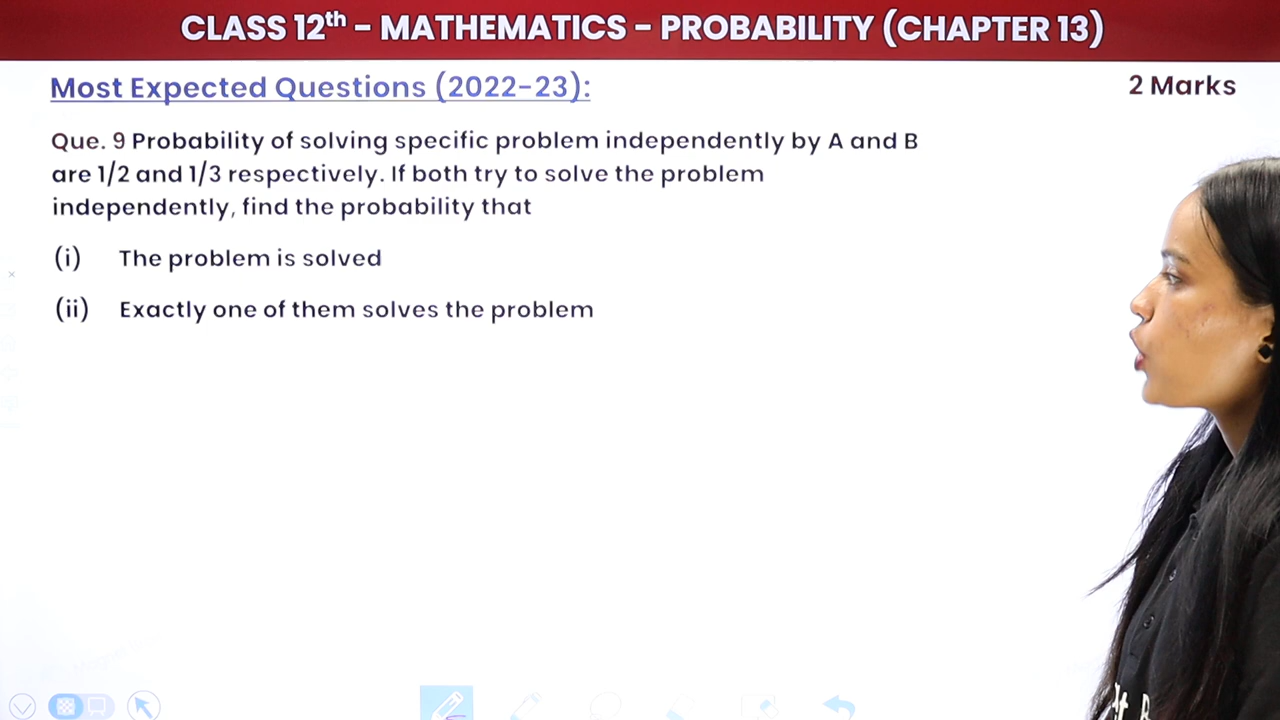 CLASS 12th - MATHEMATICS - PROBABILITY (CHAPTER 13)
Most Expected Questions (2022-23):
2 Marks
Que. 9 Probability of solving specific problem independently by A and B
are 1/2 and 1/3 respectively. If both try to solve the problem
independently, find the probability that
(i) The problem is solved
(ii) Exactly one of them solves the problem